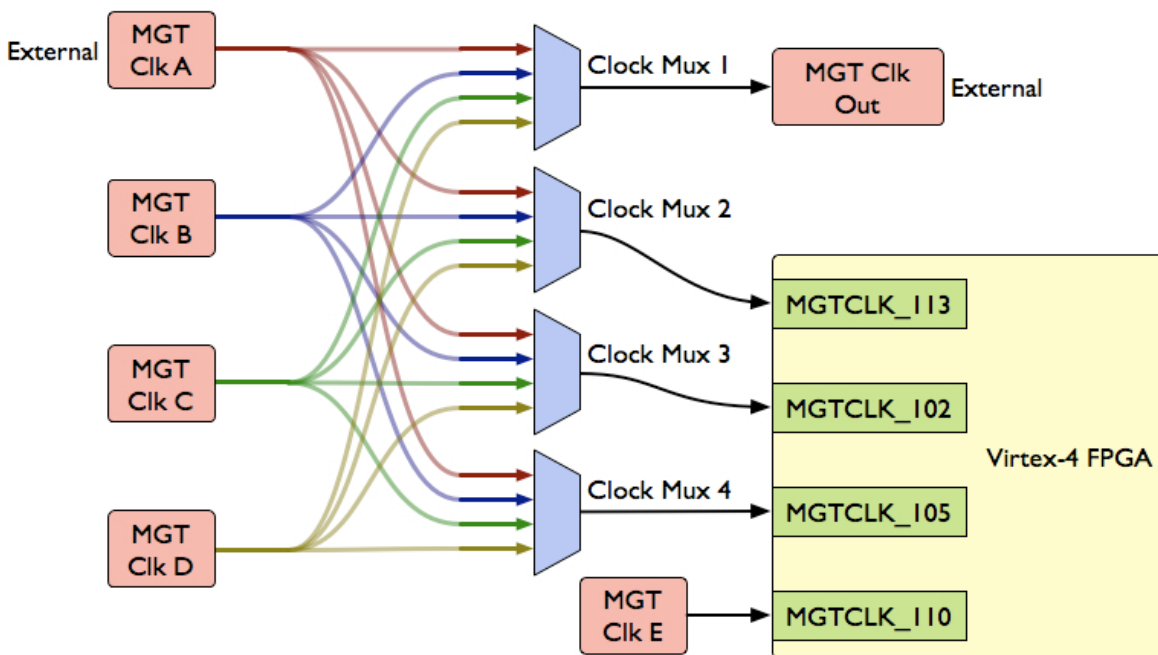 External
MGT
Clk A
Clock Mux 1
MGT Clk
Out
External
MGT
Clk B
Clock Mux 2
MGTCLK_113
MGT
Clk C
Clock Mux 3
MGTCLK_102
Virtex-4 FPGA
Clock Mux 4
MGTCLK_105
MGT
Clk D
MGT
Clk E
MGTCLK_110